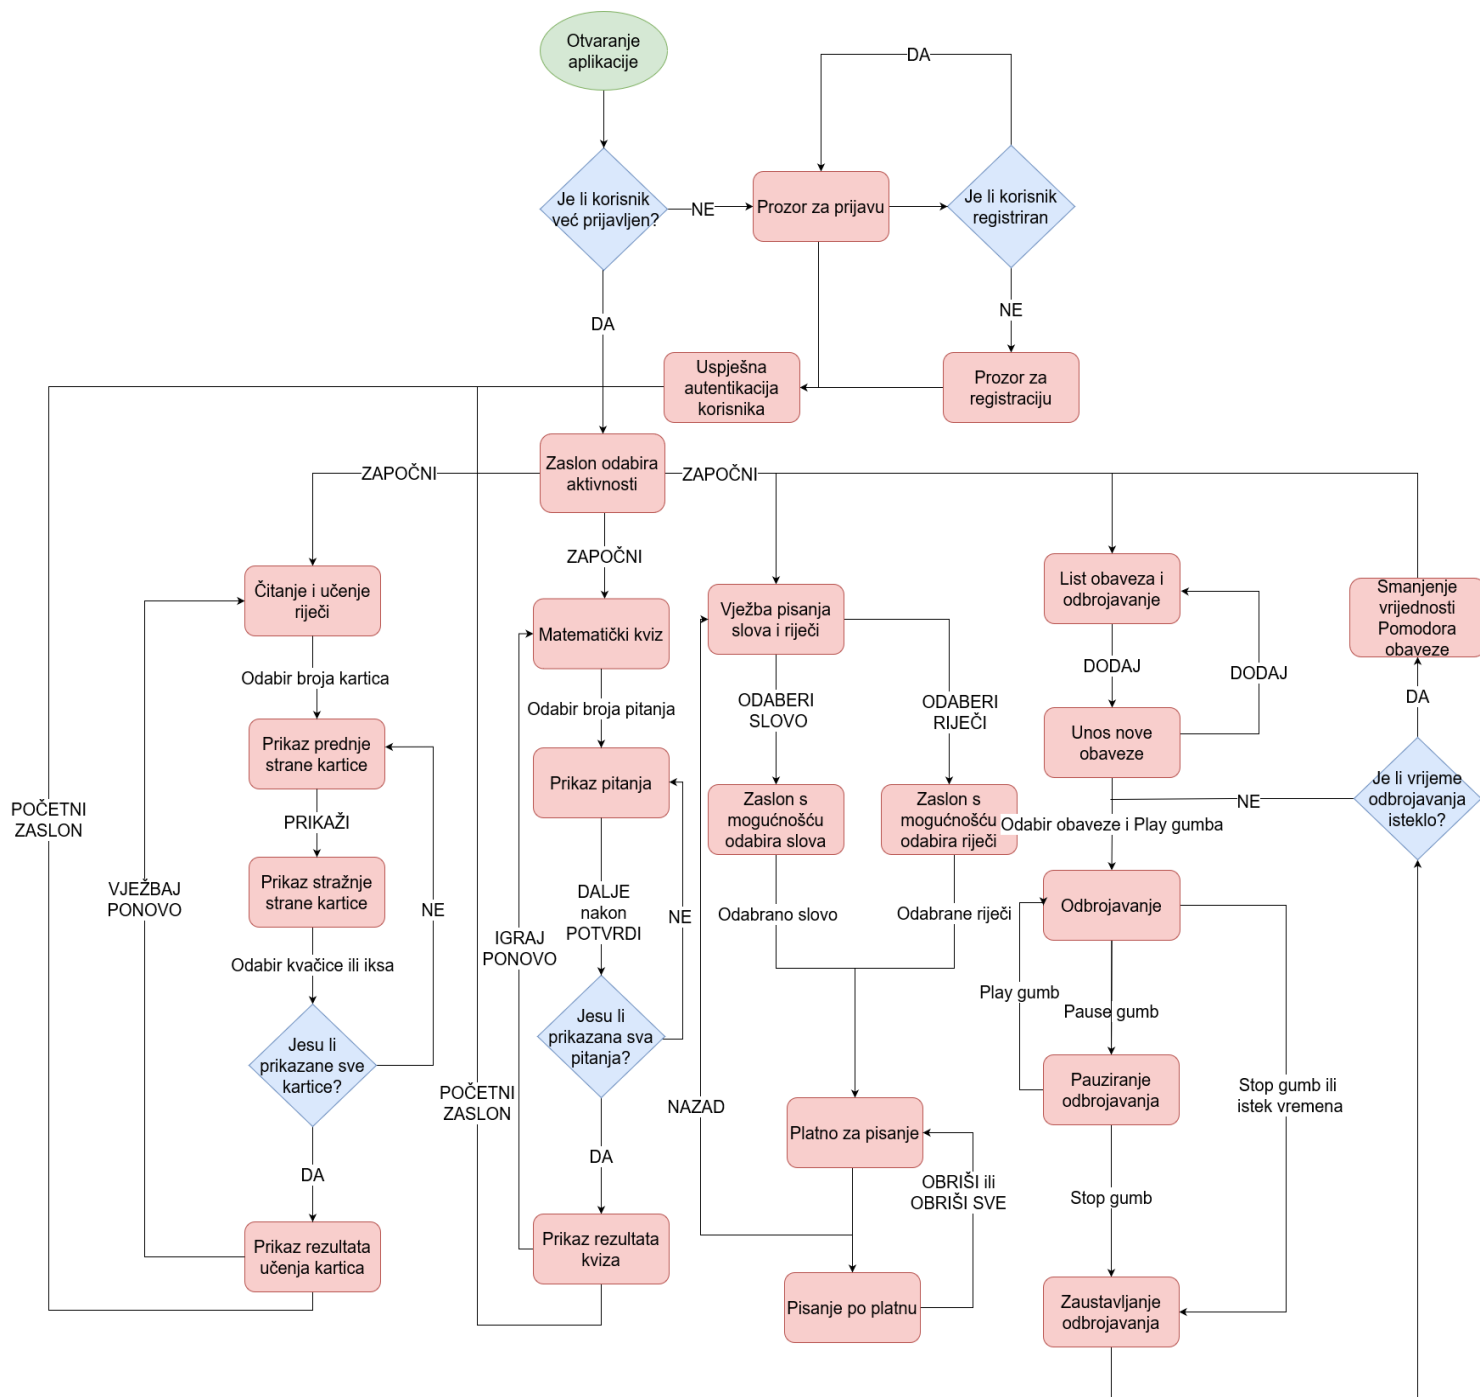 Otvaranje
aplikacije
DA
Je li korisnik
već prijavljen?
NE
Prozor za prijavu
Je li korisnik
registriran
DA
NE
Uspješna
autentikacija
korisnika
Prozor za
registraciju
Zaslon odabira
aktivnosti
ZAPOČNI
ZAPOČNI
ZAPOČNI
Čitanje i učenje
riječi
Odabir broja kartica
Prikaz prednje
strane kartice
PRIKAŽI
Prikaz stražnje
strane kartice
Odabir kvačice ili iksa
Jesu li
prikazane sve
kartice?
NE
DA
Prikaz rezultata
učenja kartica
VJEŽBAJ
PONOVO
POČETNI
ZASLON
Matematički kviz
Odabir broja pitanja
Prikaz pitanja
DALJE
nakon
POTVRDI
NE
Jesu li
prikazana sva
pitanja?
DA
Prikaz rezultata
kviza
IGRAJ
PONOVO
POČETNI
ZASLON
Vježba pisanja
slova i riječi
ODABERI
SLOVO
ODABERI
RIJEČI
Zaslon s
mogućnošću
odabira slova
Zaslon s
mogućnošću
odabira riječi
Odabrano slovo
Odabrane riječi
Platno za pisanje
NAZAD
OBRIŠI ili
OBRIŠI SVE
Pisanje po platnu
List obaveza i
odbrojavanje
DODAJ
DODAJ
Unos nove
obaveze
Odabir obaveze i Play gumba
NE
Odbrojavanje
Play gumb
Pause gumb
Pauziranje
odbrojavanja
Stop gumb
Stop gumb ili
istek vremena
Zaustavljanje
odbrojavanja
Smanjenje
vrijednosti
Pomodora
obaveze
DA
Je li vrijeme
odbrojavanja
isteklo?